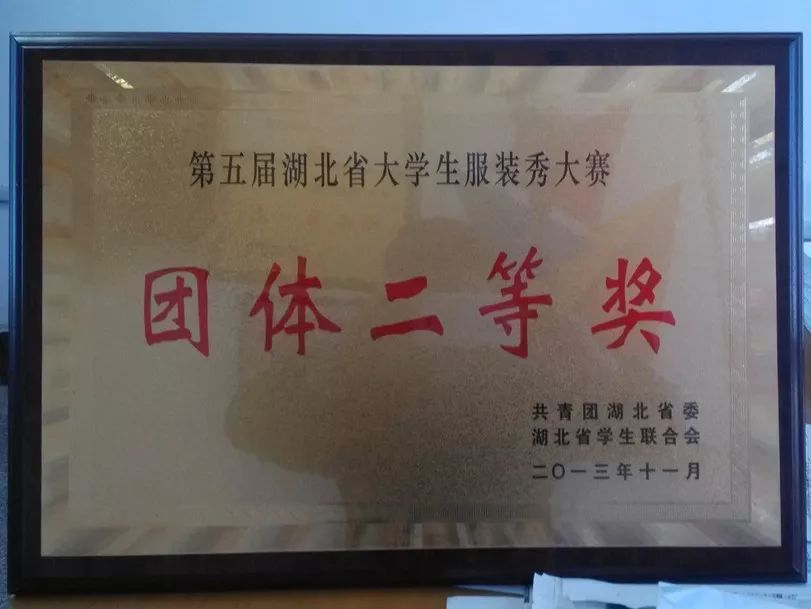 第五届湖北省大学生服装秀大赛
团体二等奖
共青团湖北省委
湖北省学生联合会
二〇一三年十一月